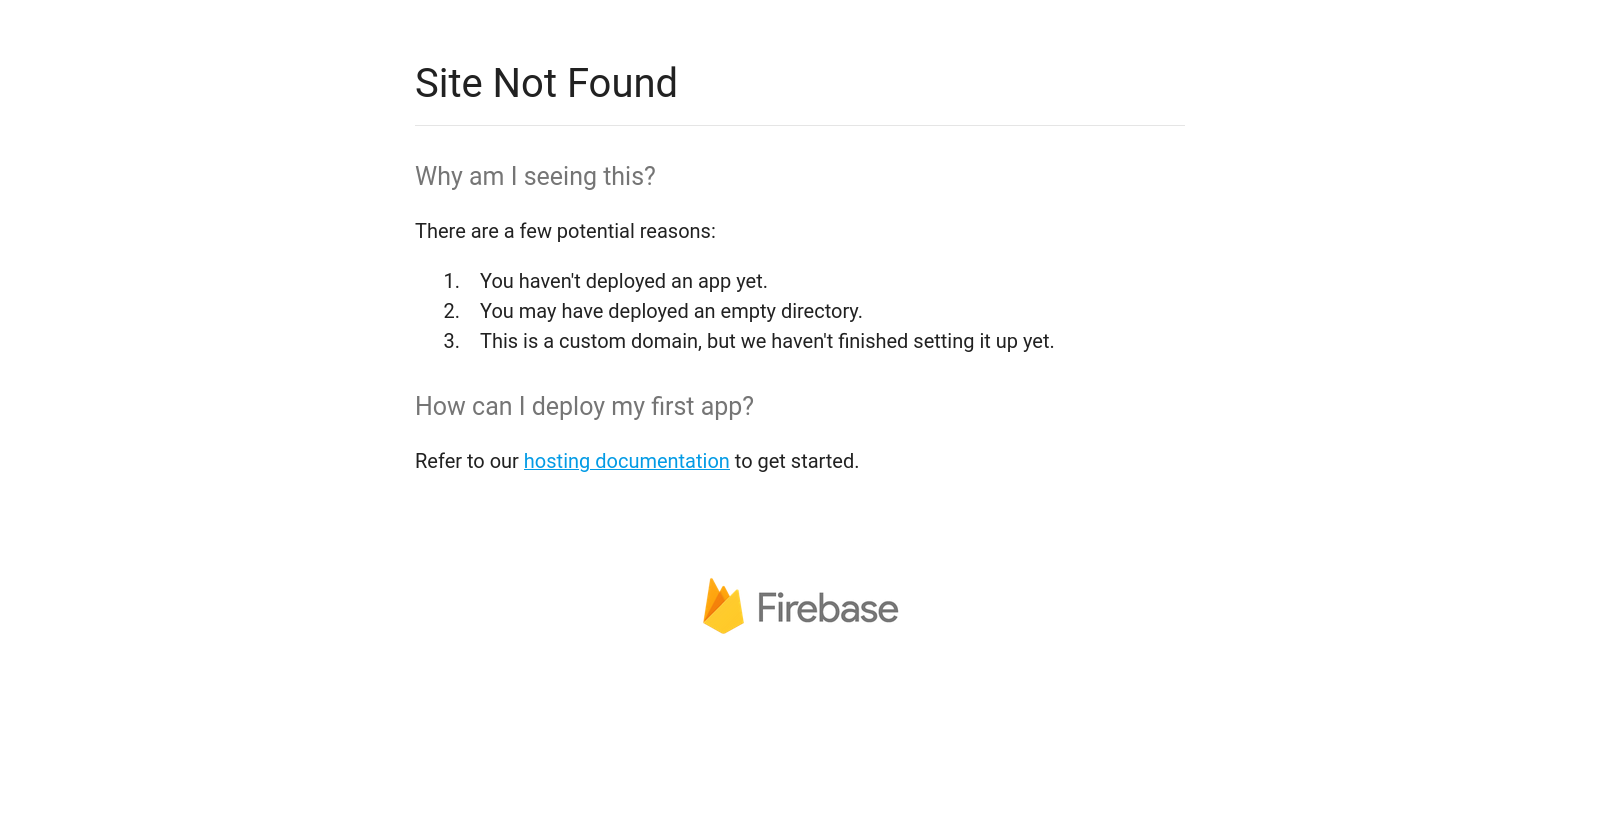 Site Not Found
Why am I seeing this?
There are a few potential reasons:
1. You haven't deployed an app yet.
2. You may have deployed an empty directory.
3. This is a custom domain, but we haven't finished setting it up yet.
How can I deploy my first app?
Refer to our hosting documentation to get started.
Firebase